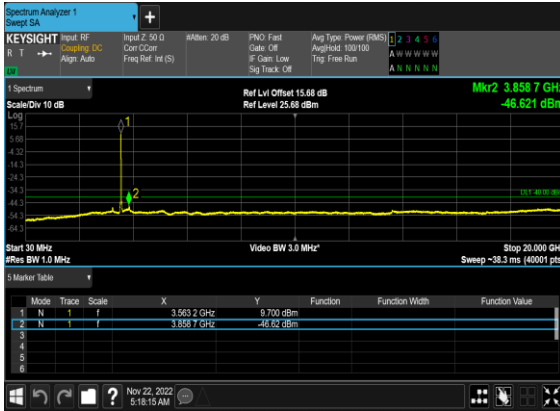 Spectrum Analyzer 1
Swept SA
+
KEYSIGHT Input: RF Input Z: 50 Ω #Atten: 20 dB PNO: Fast Avg Type: Power (RMS) 1 2 3 4 5 6
R T Coupling: DC Corr CCorr Gate: Off Avg|Hold: 100/100 A W W W W W
Align: Auto Freq Ref: Int (S) IF Gain: Low Trig: Free Run
Sig Track: Off A N N N N N
1 Spectrum
Ref Lvl Offset 15.68 dB Mkr2 3.858 7 GHz
Scale/Div 10 dB Ref Level 25.68 dBm -46.621 dBm
Log
15.7
5.68
-4.32
-14.3
-24.3
-34.3
-44.3
-54.3
-64.3
1
2
DL1 -40.00 dBm
Start 30 MHz Video BW 3.0 MHz* Stop 20.000 GHz
#Res BW 1.0 MHz Sweep ~38.3 ms (40001 pts)
5 Marker Table
Mode Trace Scale X Y Function Function Width Function Value
1 N 1 f 3.563 2 GHz 9.700 dBm
2 N 1 f 3.858 7 GHz -46.62 dBm
3
4
5
6
? Nov 22, 2022
5:18:15 AM